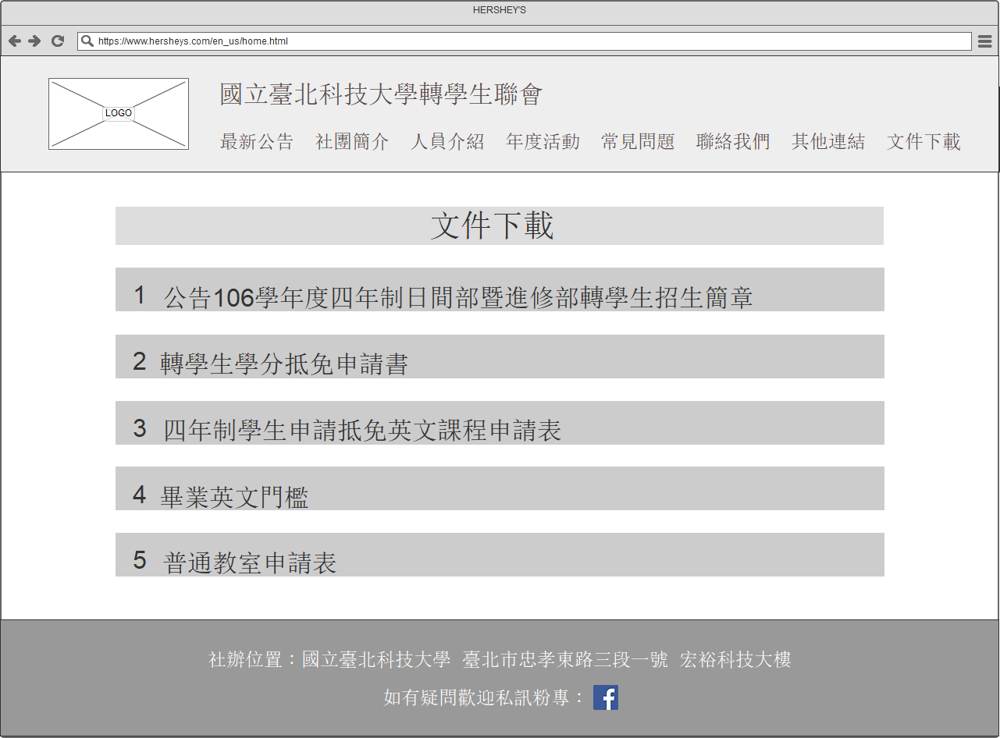 HERSHEY'S
https://www.hersheys.com/en_us/home.html
LOGO
國立臺北科技大學轉學生聯會
最新公告 社團簡介 人員介紹 年度活動 常見問題 聯絡我們 其他連結 文件下載
文件下載
1 公告106學年度四年制日間部暨進修部轉學生招生簡章
2 轉學生學分抵免申請書
3 四年制學生申請抵免英文課程申請表
4 畢業英文門檻
5 普通教室申請表
社辦位置：國立臺北科技大學 臺北市忠孝東路三段一號 宏裕科技大樓
如有疑問歡迎私訊粉專：